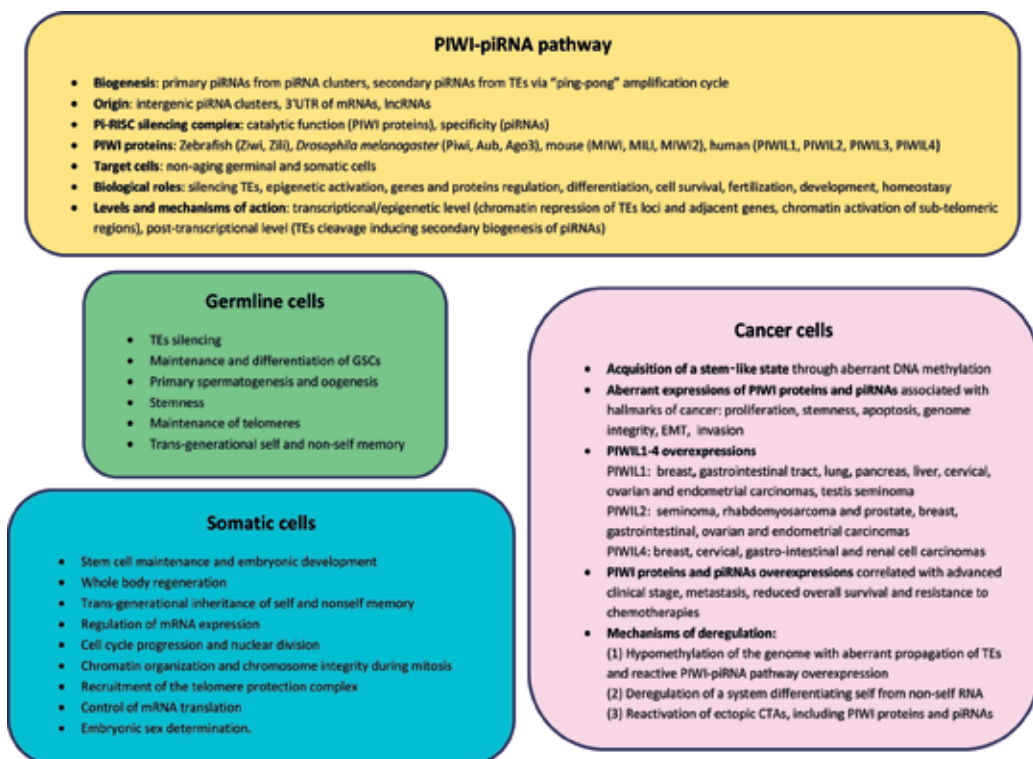 PIWI-piRNA pathway
• Biogenesis: primary piRNAs from piRNA clusters, secondary piRNAs from TEs via "ping-pong" amplification cycle
• Origin: intergenic piRNA clusters, 3'UTR of mRNAs, lncRNAs
• Pi-RISC silencing complex: catalytic function (PIWI proteins), specificity (piRNAs)
• PIWI proteins: Zebrafish (Ziwi, Zili), Drosophila melanogaster (Piwi, Aub, Ago3), mouse (MIWI, MILI, MIWI2), human (PIWIL1, PIWIL2, PIWIL3, PIWIL4)
• Target cells: non-aging germinal and somatic cells
• Biological roles: silencing TEs, epigenetic activation, genes and proteins regulation, differentiation, cell survival, fertilization, development, homeostasy
• Levels and mechanisms of action: transcriptional/epigenetic level (chromatin repression of TEs loci and adjacent genes, chromatin activation of sub-telomeric
regions), post-transcriptional level (TEs cleavage inducing secondary biogenesis of piRNAs)
Germline cells
• TEs silencing
• Maintenance and differentiation of GSCs
• Primary spermatogenesis and oogenesis
• Stemness
• Maintenance of telomeres
• Trans-generational self and non-self memory
Somatic cells
• Stem cell maintenance and embryonic development
• Whole body regeneration
• Trans-generational inheritance of self and nonself memory
• Regulation of mRNA expression
• Cell cycle progression and nuclear division
• Chromatin organization and chromosome integrity during mitosis
• Recruitment of the telomere protection complex
• Control of mRNA translation
• Embryonic sex determination.
Cancer cells
• Acquisition of a stem-like state through aberrant DNA methylation
• Aberrant expressions of PIWI proteins and piRNAs associated with
hallmarks of cancer: proliferation, stemness, apoptosis, genome
integrity, EMT, invasion
• PIWIL1-4 overexpressions
PIWIL1: breast, gastrointestinal tract, lung, pancreas, liver, cervical,
ovarian and endometrial carcinomas, testis seminoma
PIWIL2: seminoma, rhabdomyosarcoma and prostate, breast,
gastrointestinal, ovarian and endometrial carcinomas
PIWIL4: breast, cervical, gastro-intestinal and renal cell carcinomas
• PIWI proteins and piRNAs overexpressions correlated with advanced
clinical stage, metastasis, reduced overall survival and resistance to
chemotherapies
• Mechanisms of deregulation:
(1) Hypomethylation of the genome with aberrant propagation of TEs
and reactive PIWI-piRNA pathway overexpression
(2) Deregulation of a system differentiating self from non-self RNA
(3) Reactivation of ectopic CTAs, including PIWI proteins and piRNAs